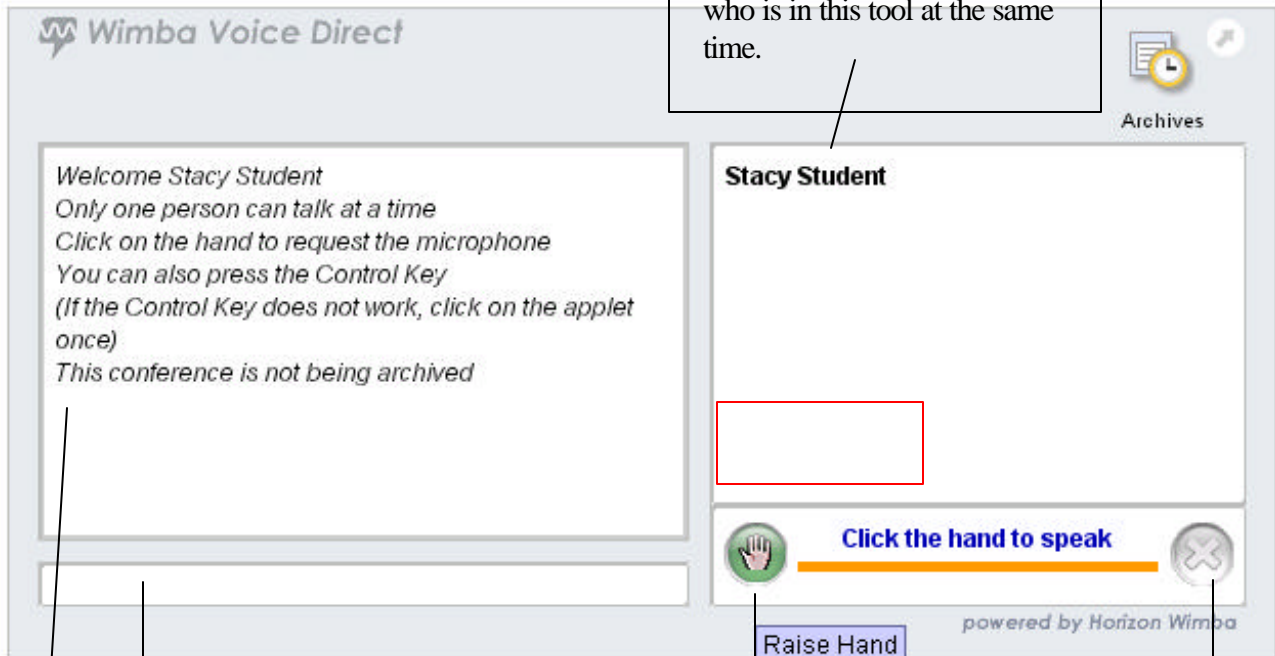 who is in this tool at the same
time.
Wimba Voice Direct
Archives
Welcome Stacy Student
Only one person can talk at a time
Click on the hand to request the microphone
You can also press the Control Key
(If the Control Key does not work, click on the applet
once)
This conference is not being archived
Stacy Student
Click the hand to speak
powered by Horizon Wimba
Raise Hand